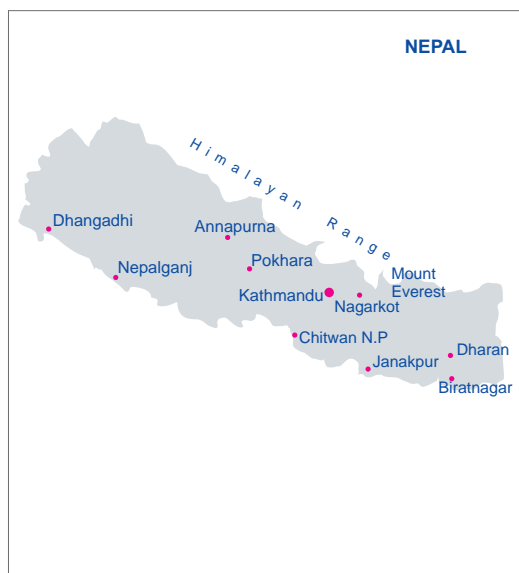 NEPAL
Himalayan Range
Dhangadhi
Annapurna
Nepalganj
Pokhara
Mount
Everest
Kathmandu
Nagarkot
Chitwan N.P
Janakpur
Dharan
Biratnagar